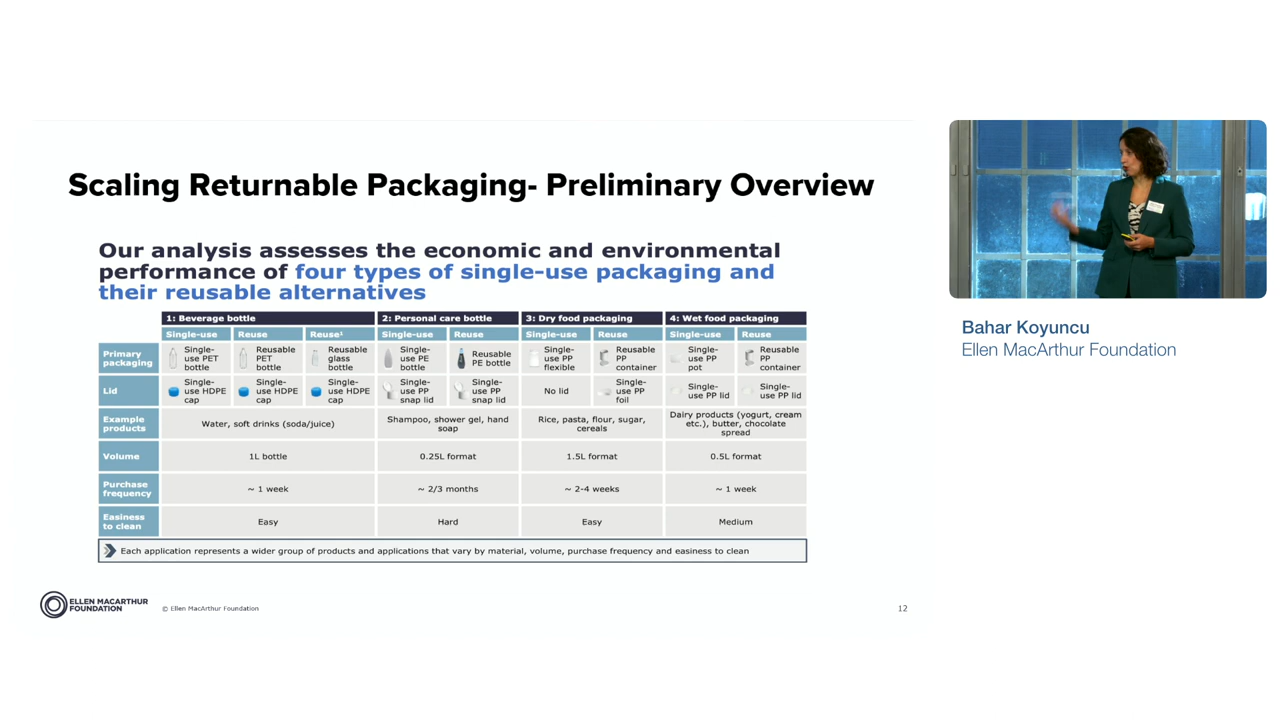 Scaling Returnable Packaging- Preliminary Overview
Our analysis assesses the economic and environmental
performance of four types of single-use packaging and
their reusable alternatives
1: Beverage bottle
2: Personal care bottle
3: Dry food packaging
4: Wet food packaging
Single-use
Reuse
Reuse¹
Single-use
Reuse
Single-use
Reuse
Single-use
Reuse
Primary
packaging
Single-
use PET
bottle
Reusable
PET
bottle
Reusable
glass
bottle
Single-
use PE
bottle
Reusable
PE bottle
Single-
use PP
flexible
Reusable
PP
container
Single-
use PP
pot
Reusable
PP
container
Lid
Single-
use HDPE
cap
Single-
use HDPE
cap
Single-
use HDPE
cap
Single-
use PP
snap lid
Single-
use PP
snap lid
No lid
Single-
use PP
foil
Single-
use PP lid
Single-
use PP lid
Example
products
Water, soft drinks (soda/juice)
Shampoo, shower gel, hand
soap
Rice, pasta, flour, sugar,
cereals
Dairy products (yogurt, cream
etc.), butter, chocolate
spread
Volume
1L bottle
0.25L format
1.5L format
0.5L format
Purchase
frequency
~ 1 week
~ 2/3 months
~ 2-4 weeks
~ 1 week
Easiness
to clean
Easy
Hard
Easy
Medium
Each application represents a wider group of products and applications that vary by material, volume, purchase frequency and easiness to clean
ELLEN MACARTHUR
FOUNDATION
© Ellen MacArthur Foundation
12
Bahar Koyuncu
Ellen MacArthur Foundation